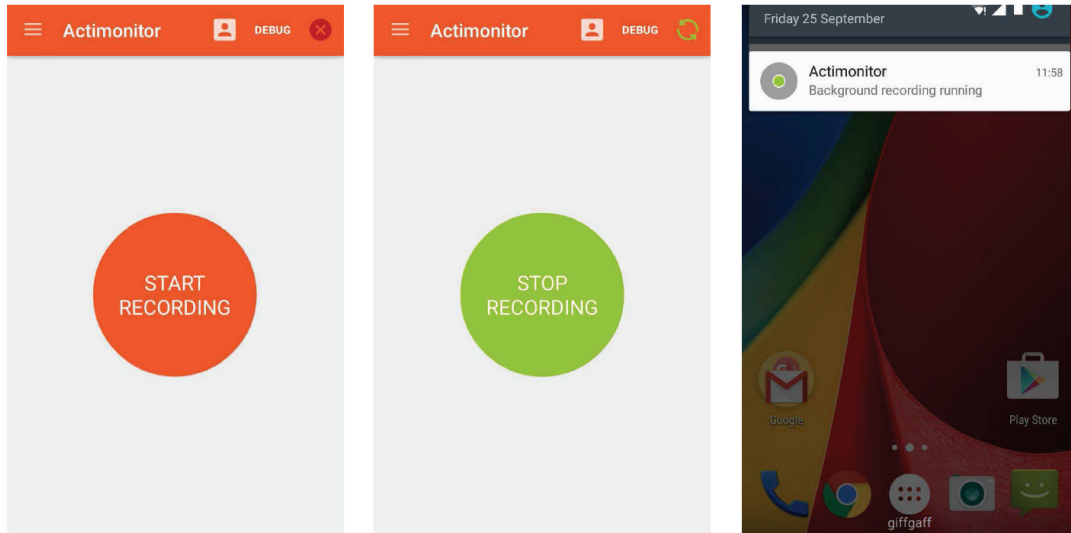 Actimonitor DEBUG
START
RECORDING
Actimonitor DEBUG
STOP
RECORDING
Friday 25 September
Actimonitor 11:58
Background recording running
Google
Play Store
giffgaff